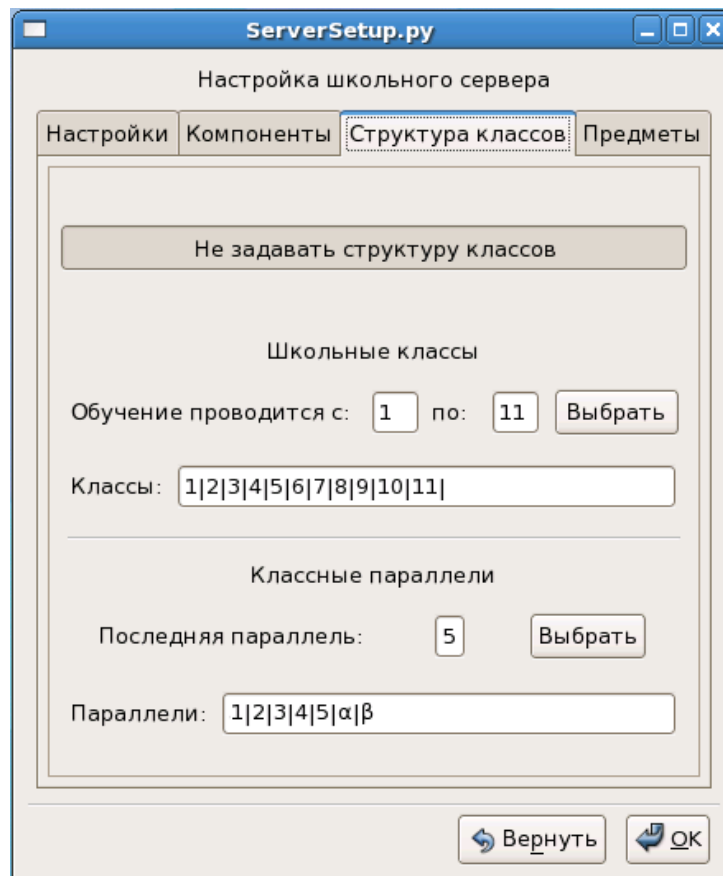 ServerSetup.py
Настройка школьного сервера
Настройки Компоненты Структура классов Предметы
Не задавать структуру классов
Школьные классы
Обучение проводится с: 1 по: 11 Выбрать
Классы: 1|2|3|4|5|6|7|8|9|10|11|
Классные параллели
Последняя параллель: 5 Выбрать
Параллели: 1|2|3|4|5|α|β
Вернуть OK